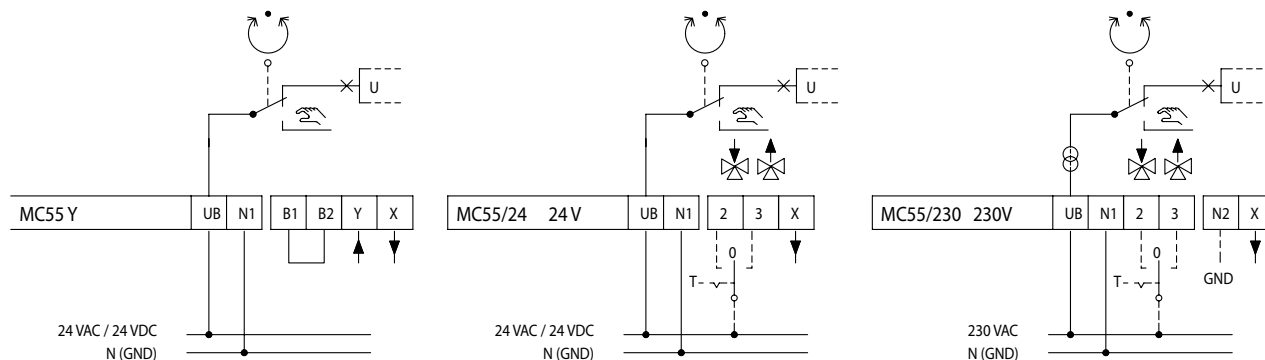 U
MC55 Y
UB N1 B1 B2 Y X
24 VAC / 24 VDC
N (GND)
U
MC55/24 24 V
UB N1 2 3 X
0
T
24 VAC / 24 VDC
N (GND)
U
MC55/230 230V
UB N1 2 3 N2 X
0
GND
T
230 VAC
N (GND)